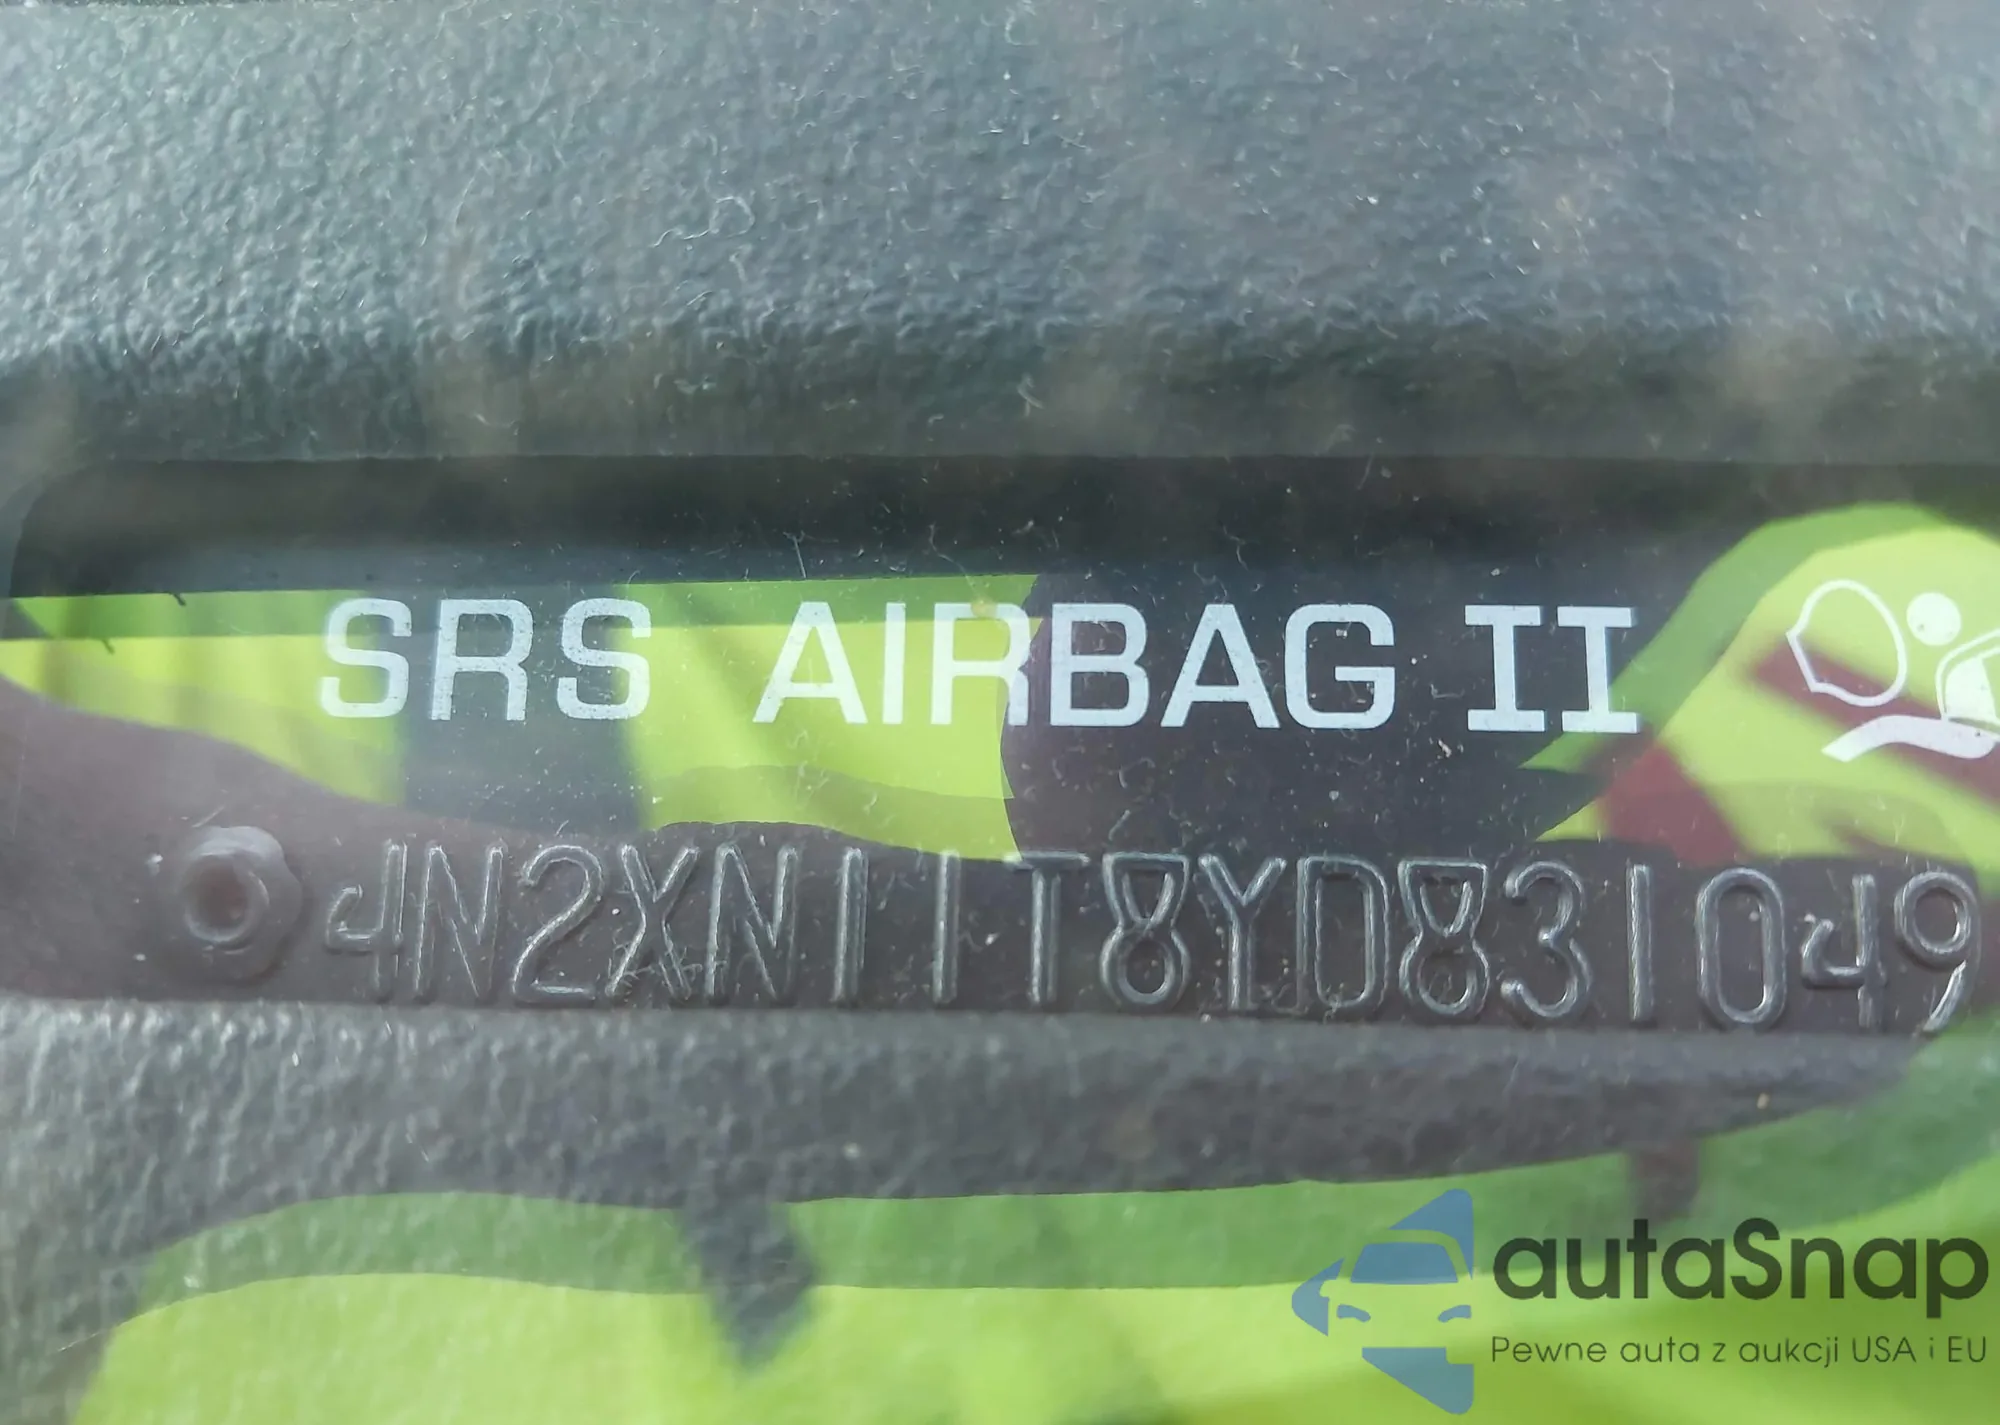 SRS AIRBAG II
4N2XN11T8YD831049
autaSnap
Pewne auta z aukcji USA i EU